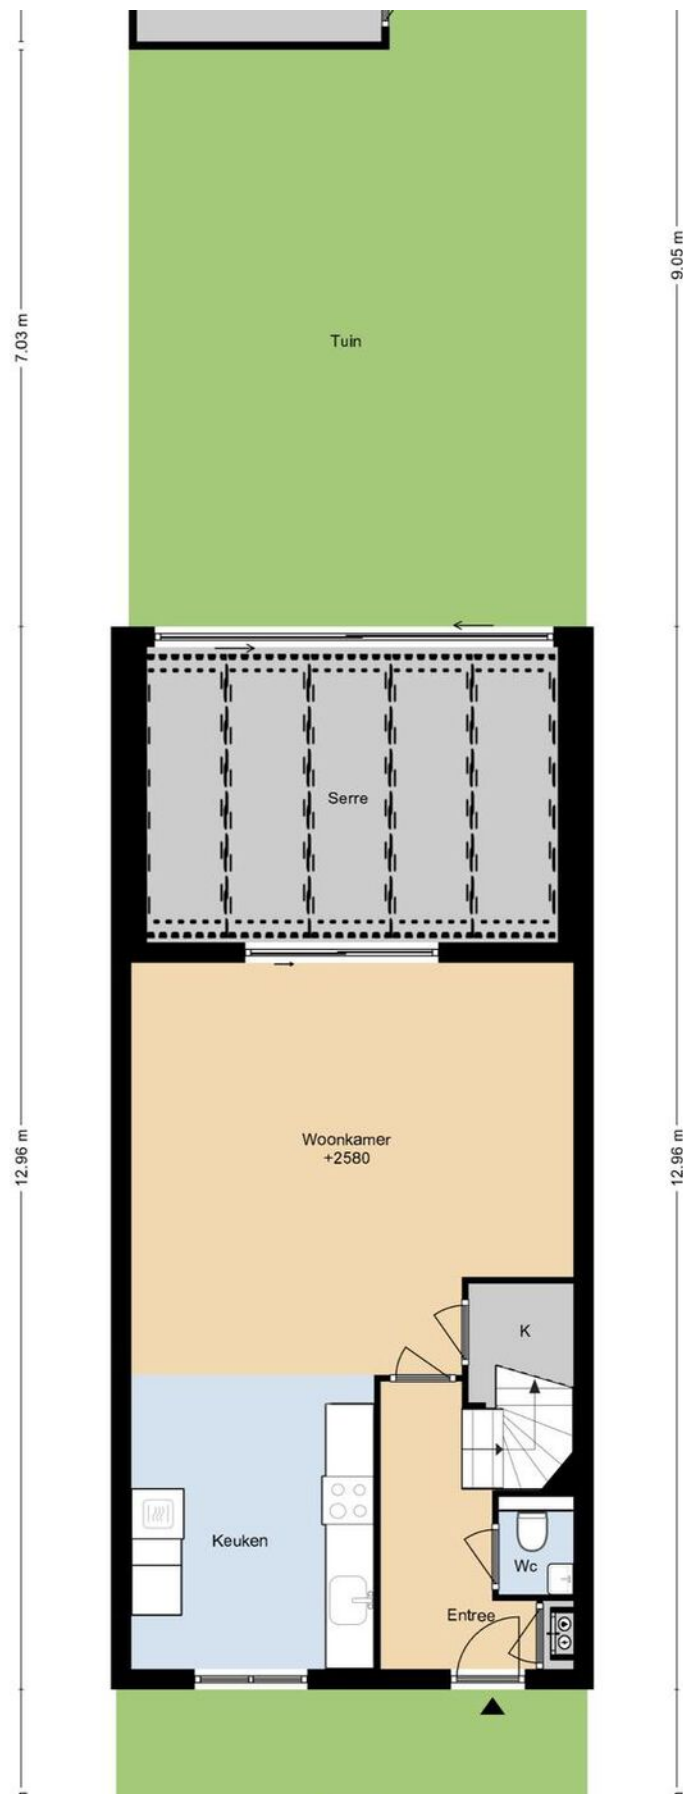 9.05 m
7.03 m
Tuin
Serre
Woonkamer
+2580
12.96 m
12.96 m
K
Keuken
Wc
Entree